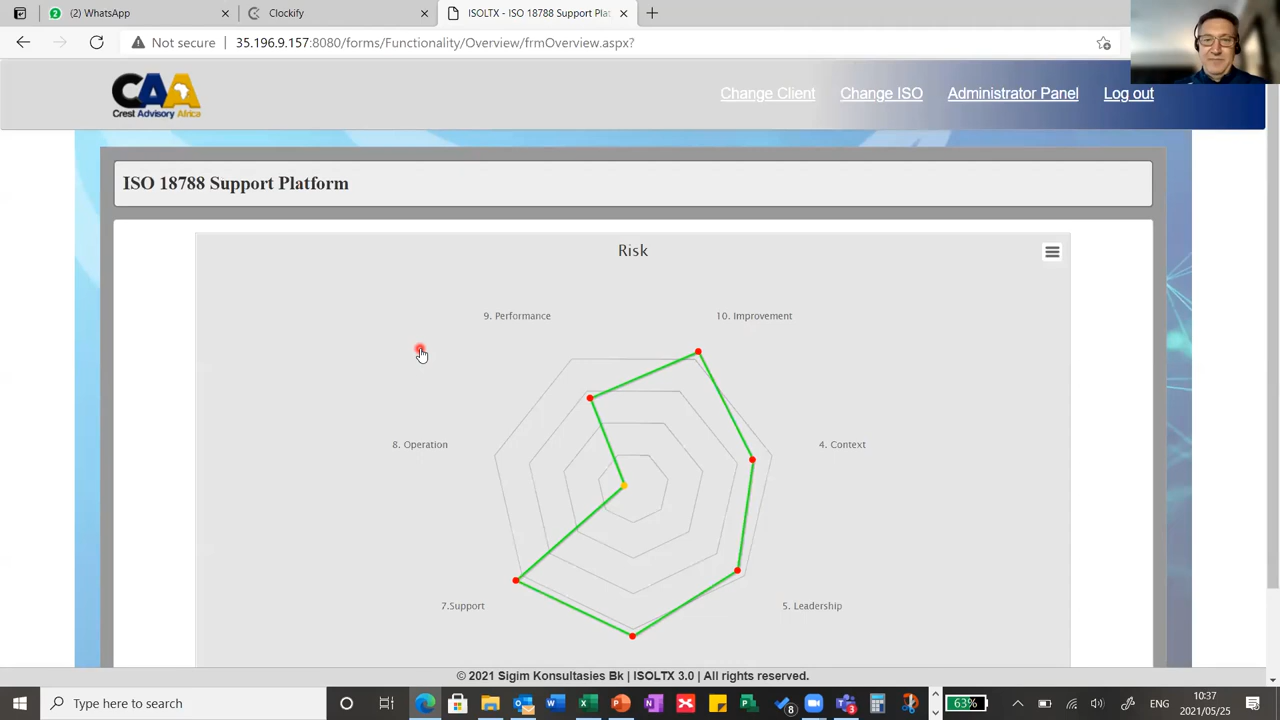 2
(2) WhatsApp
Clockify
ISOLTX - ISO 18788 Support Plat
Not secure
35.196.9.157:8080/forms/Functionality/Overview/frmOverview.aspx?
CAA
Crest Advisory Africa
Change Client
Change ISO
Administrator Panel
Log out
ISO 18788 Support Platform
Risk
9. Performance
10. Improvement
8. Operation
4. Context
7.Support
5. Leadership
© 2021 Sigim Konsultasies Bk | ISOLTX 3.0 | All rights reserved.
Type here to search
8
3
63%
ENG
10:37
2021/05/25